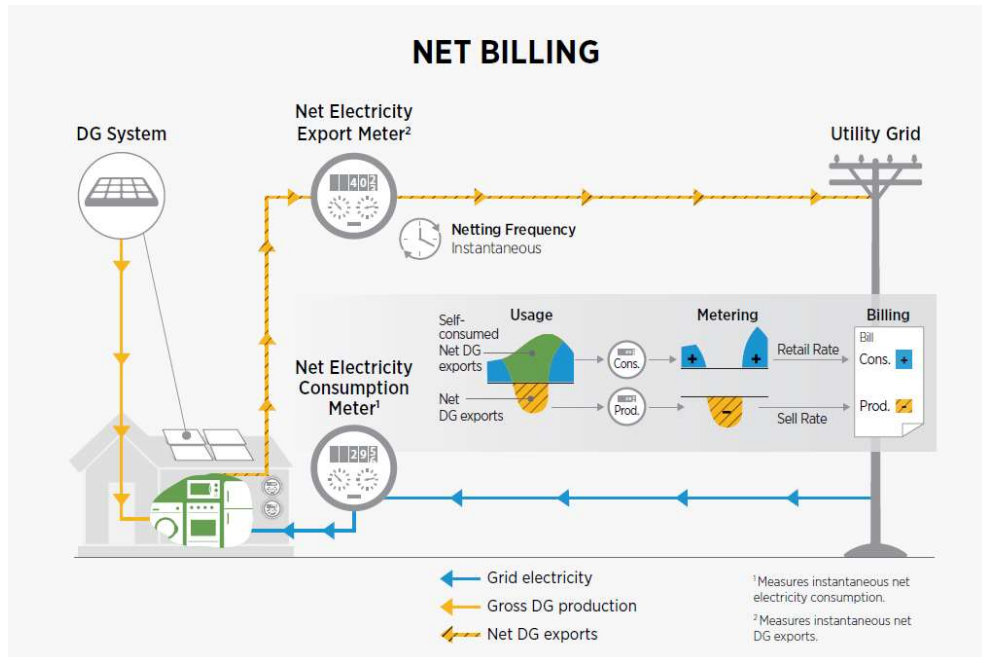 NET BILLING
DG System
Net Electricity
Export Meter²
Utility Grid
Netting Frequency
Instantaneous
Usage
Metering
Billing
Self-
consumed
Net DG
exports
Net
DG exports
Cons.
Prod.
+
+
-
Retail Rate
Sell Rate
Bill
Cons. +
Prod. -
Net Electricity
Consumption
Meter¹
Grid electricity
Gross DG production
Net DG exports
¹Measures instantaneous net
electricity consumption.
²Measures instantaneous net
DG exports.